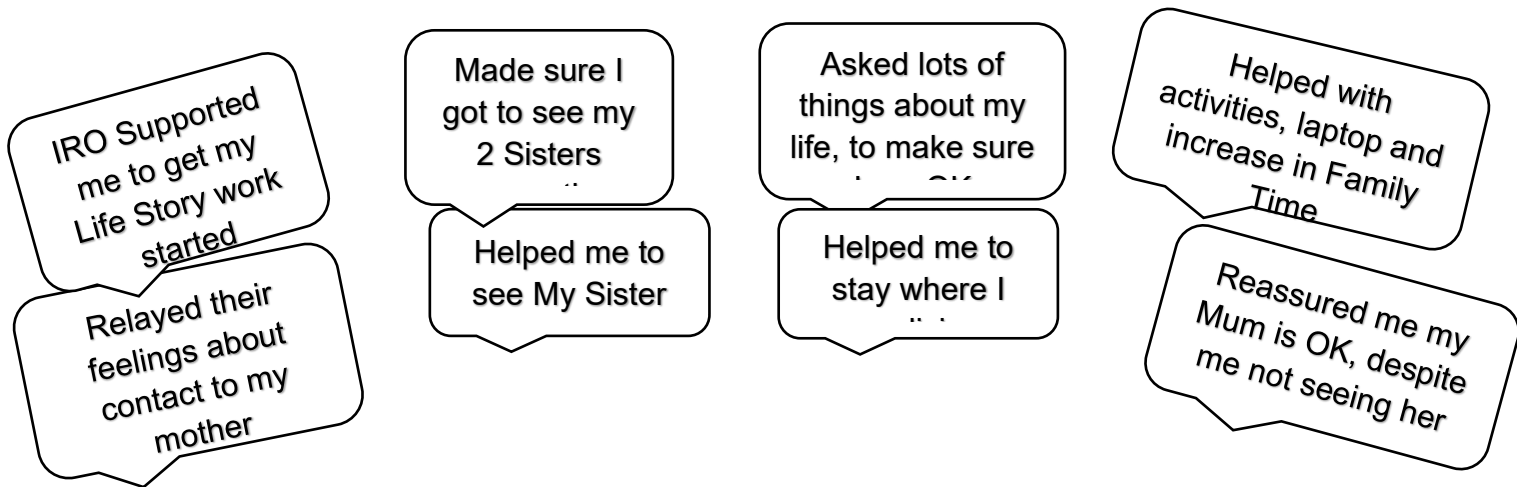 IRO Supported
me to get my
Life Story work
started
Made sure I
got to see my
2 Sisters
Asked lots of
things about my
life, to make sure
Helped with
activities, laptop and
increase in Family
Time
Relayed their
feelings about
contact to my
mother
Helped me to
see My Sister
Helped me to
stay where I
Reassured me my
Mum is OK, despite
me not seeing her